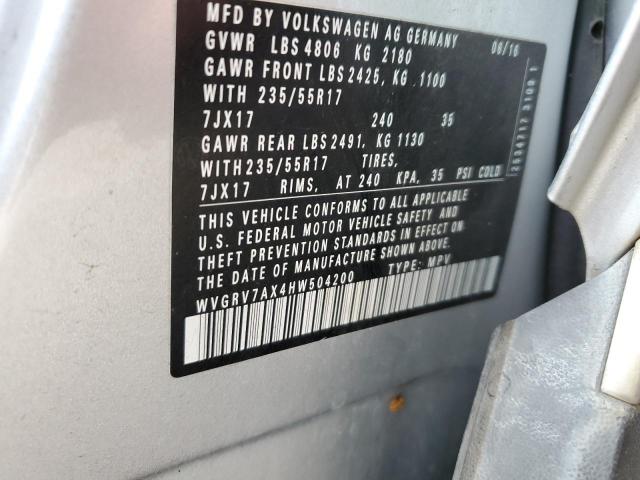 MFD BY VOLKSWAGEN AG GERMANY 08/16
GVWR LBS 4806 KG 2180
GAWR FRONT LBS 2425, KG 1100
WITH 235/55R17
7JX17 240 35
GAWR REAR LBS 2491, KG 1130
WITH 235/55R17 TIRES,
7JX17 RIMS, AT 240 KPA, 35 PSI COLD
THIS VEHICLE CONFORMS TO ALL APPLICABLE
U.S. FEDERAL MOTOR VEHICLE SAFETY AND
THEFT PREVENTION STANDARDS IN EFFECT ON
THE DATE OF MANUFACTURE SHOWN ABOVE.
WVGRV7AX4HW504200 TYPE: MPV